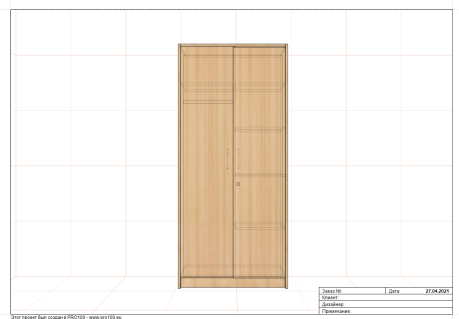 Заказ №: Дата: 27.04.2021
Клиент:
Дизайнер:
Примечание:
Этот проект был создан в PRO100 - www.pro100.eu